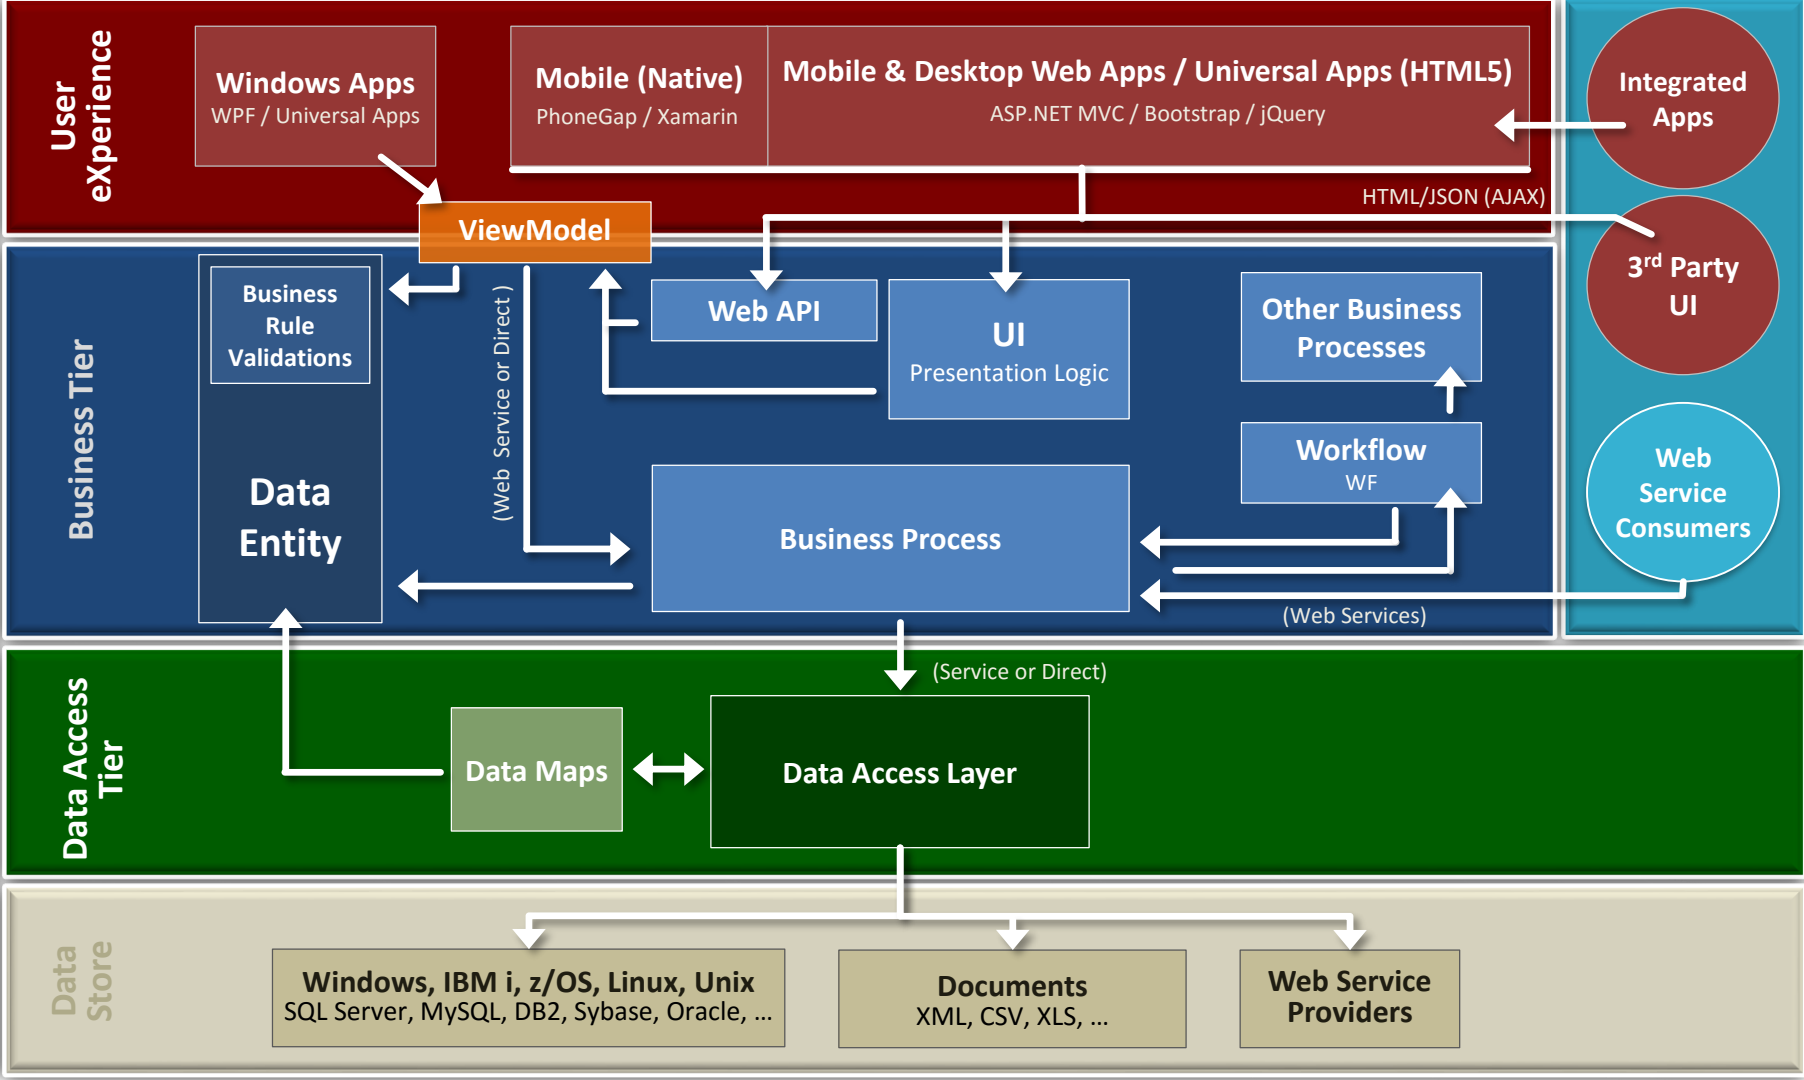 User
eXperience
Windows Apps
WPF / Universal Apps
Mobile (Native)
PhoneGap / Xamarin
Mobile & Desktop Web Apps / Universal Apps (HTML5)
ASP.NET MVC / Bootstrap / jQuery
Integrated
Apps
HTML/JSON (AJAX)
ViewModel
3rd Party
UI
Business Tier
Business
Rule
Validations
Data
Entity
(Web Service or Direct )
Web API
UI
Presentation Logic
Other Business
Processes
Workflow
WF
Web
Service
Consumers
Business Process
(Web Services)
Data Access
Tier
(Service or Direct)
Data Maps
Data Access Layer
Data
Store
Windows, IBM i, z/OS, Linux, Unix
SQL Server, MySQL, DB2, Sybase, Oracle, ...
Documents
XML, CSV, XLS, ...
Web Service
Providers